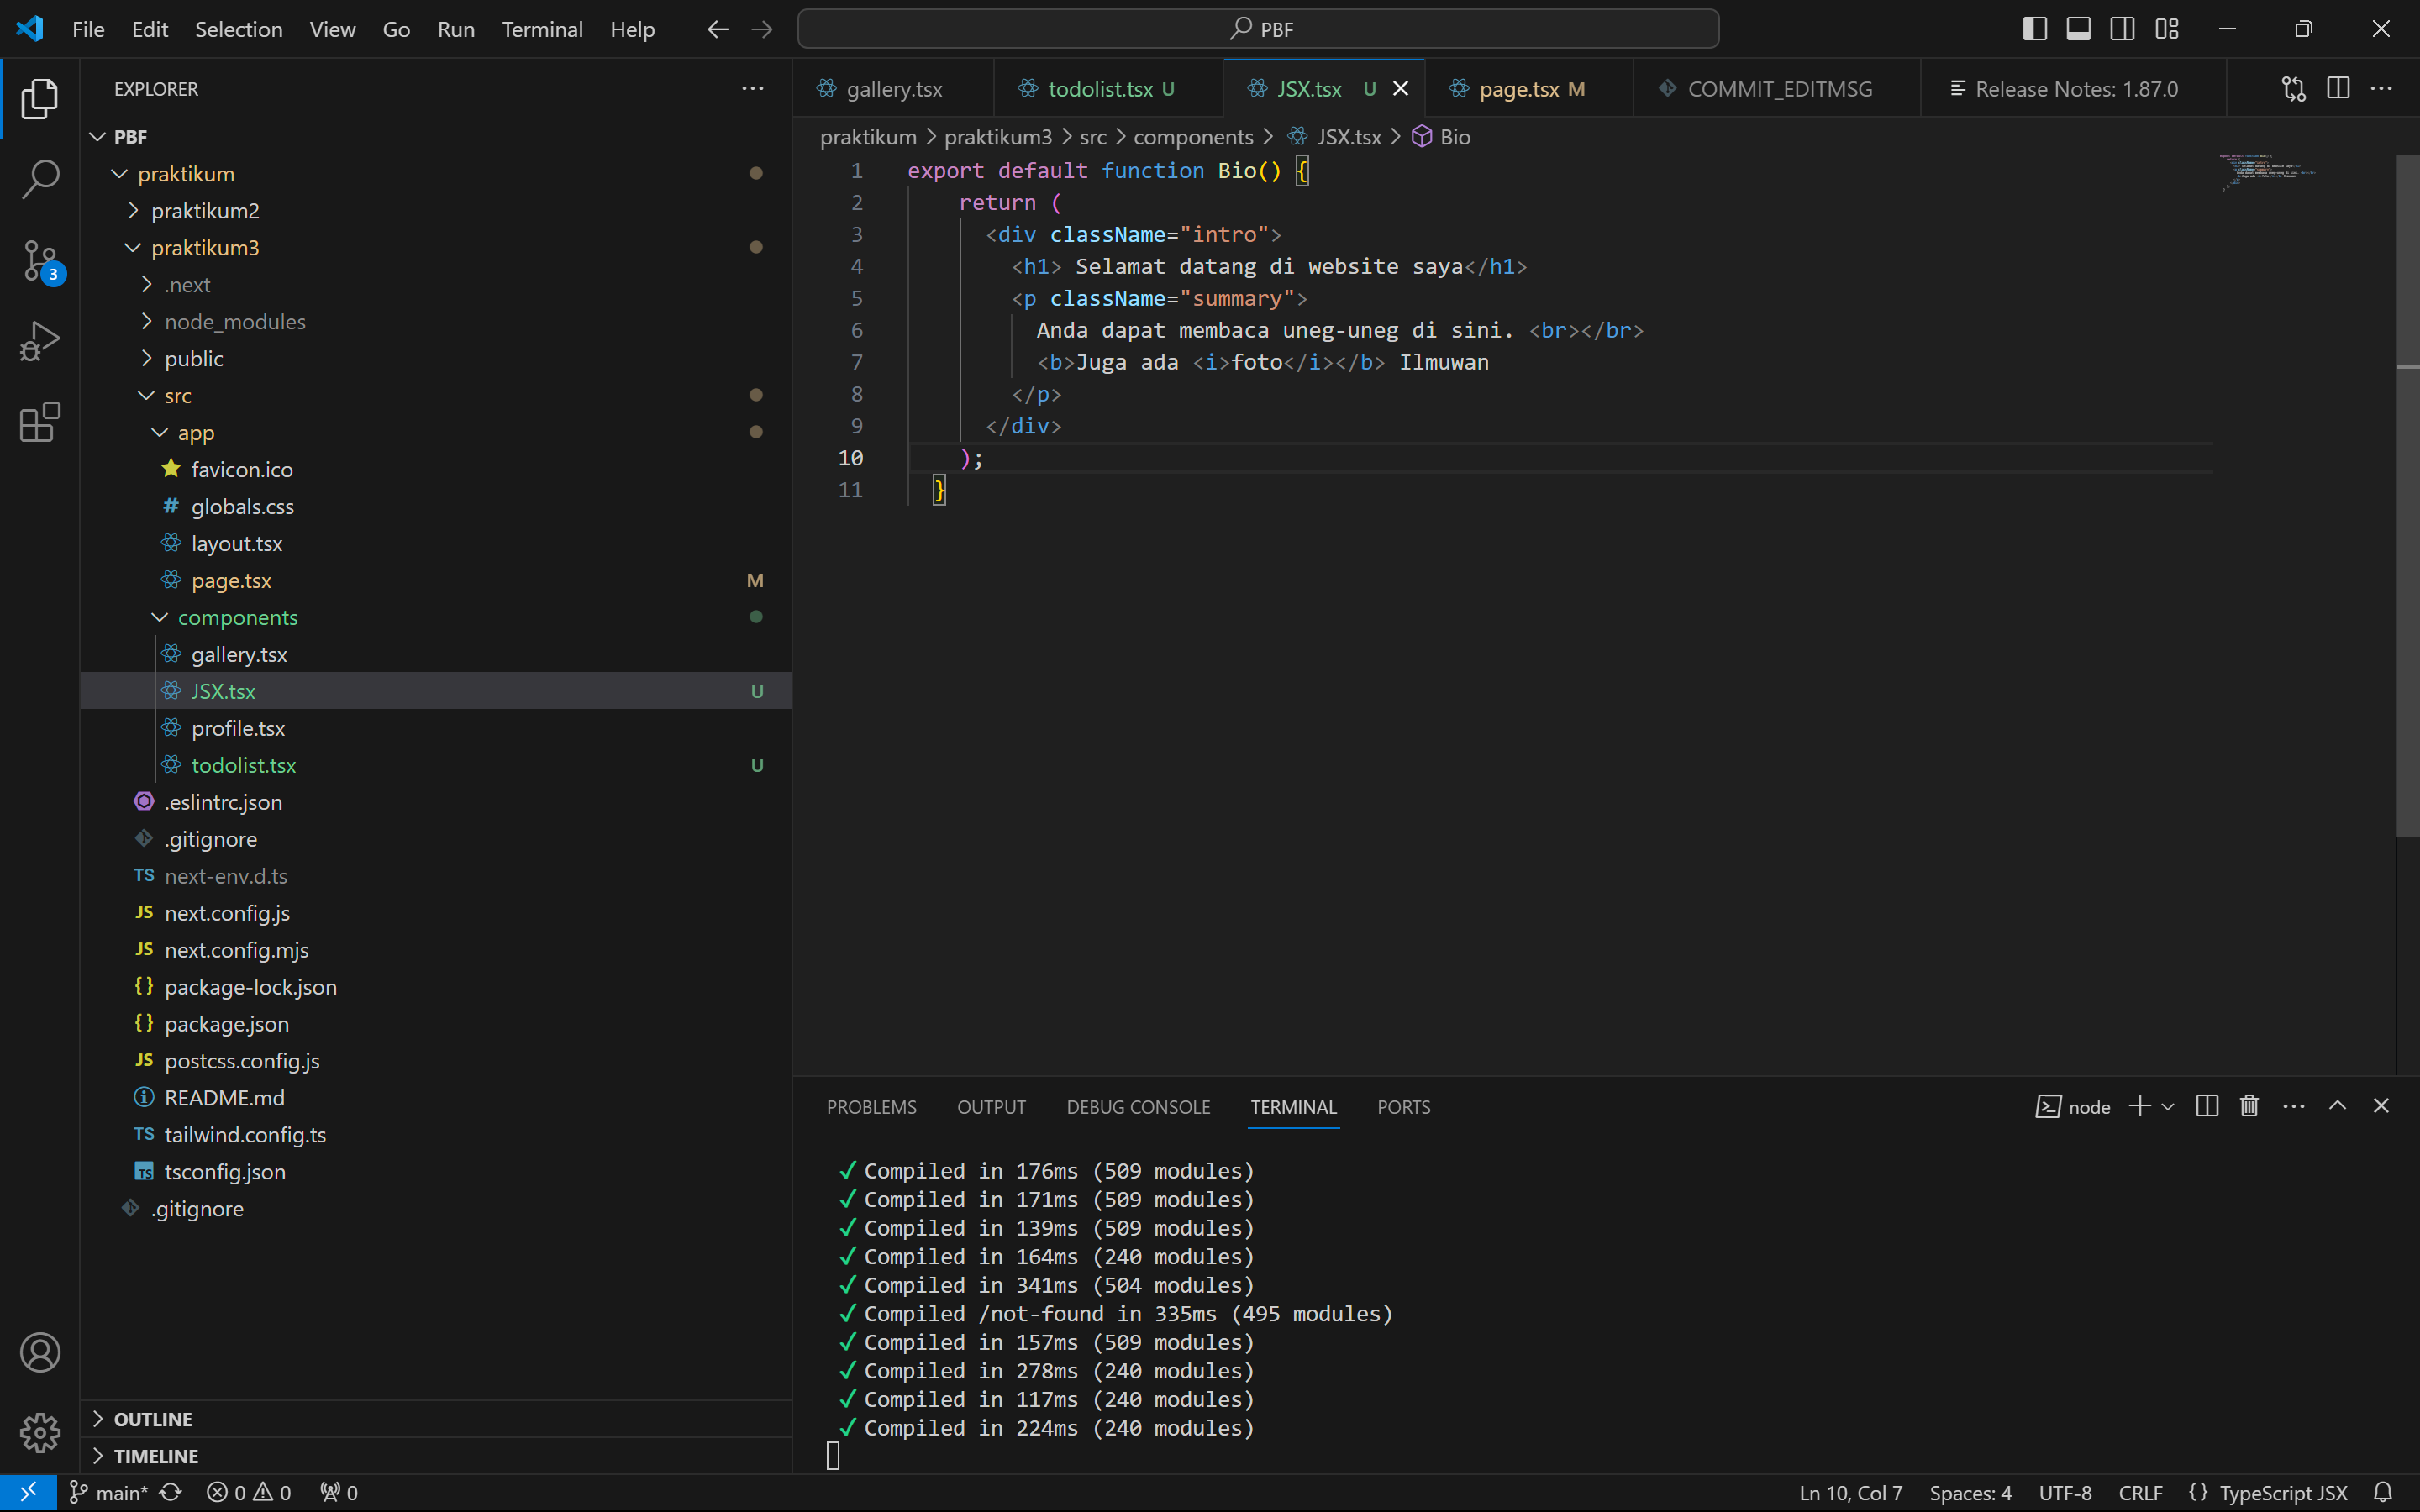 File Edit Selection View Go Run Terminal Help PBF
EXPLORER
PBF
praktikum
praktikum2
praktikum3
.next
node_modules
public
src
app
favicon.ico
globals.css
layout.tsx
page.tsx M
components
gallery.tsx
JSX.tsx U
profile.tsx
todolist.tsx U
.eslintrc.json
.gitignore
TS next-env.d.ts
JS next.config.js
JS next.config.mjs
{} package-lock.json
{} package.json
JS postcss.config.js
README.md
TS tailwind.config.ts
TS tsconfig.json
.gitignore
OUTLINE
TIMELINE
3
gallery.tsx todolist.tsx U JSX.tsx U page.tsx M COMMIT_EDITMSG Release Notes: 1.87.0
praktikum > praktikum3 > src > components > JSX.tsx > Bio
1 export default function Bio() {
2 return (
3 <div className="intro">
4 <h1> Selamat datang di website saya</h1>
5 <p className="summary">
6 Anda dapat membaca uneg-uneg di sini. <br></br>
7 <b>Juga ada <i>foto</i></b> Ilmuwan
8 </p>
9 </div>
10 );
11 }
PROBLEMS OUTPUT DEBUG CONSOLE TERMINAL PORTS node
✓ Compiled in 176ms (509 modules)
✓ Compiled in 171ms (509 modules)
✓ Compiled in 139ms (509 modules)
✓ Compiled in 164ms (240 modules)
✓ Compiled in 341ms (504 modules)
✓ Compiled /not-found in 335ms (495 modules)
✓ Compiled in 157ms (509 modules)
✓ Compiled in 278ms (240 modules)
✓ Compiled in 117ms (240 modules)
✓ Compiled in 224ms (240 modules)
main* 0 0 0 Ln 10, Col 7 Spaces: 4 UTF-8 CRLF {} TypeScript JSX